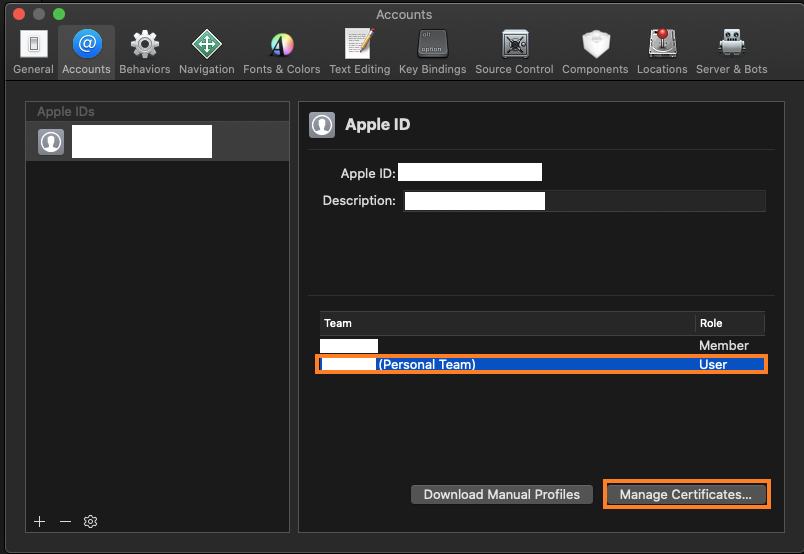 Accounts
General Accounts Behaviors Navigation Fonts & Colors Text Editing Key Bindings Source Control Components Locations Server & Bots
alt
option
Apple IDs
Apple ID
Apple ID:
Description:
Team Role
Member
(Personal Team) User
Download Manual Profiles Manage Certificates...